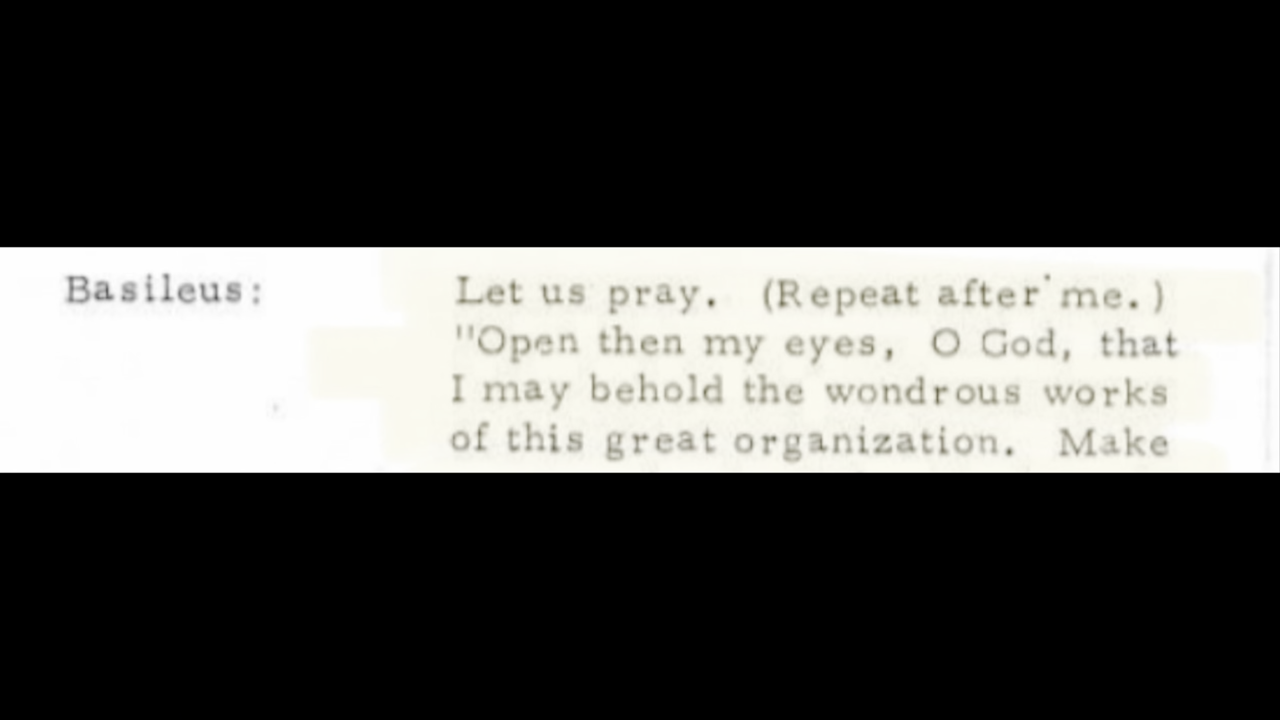 Basileus: Let us pray. (Repeat after me.)
"Open then my eyes, O God, that
I may behold the wondrous works
of this great organization. Make